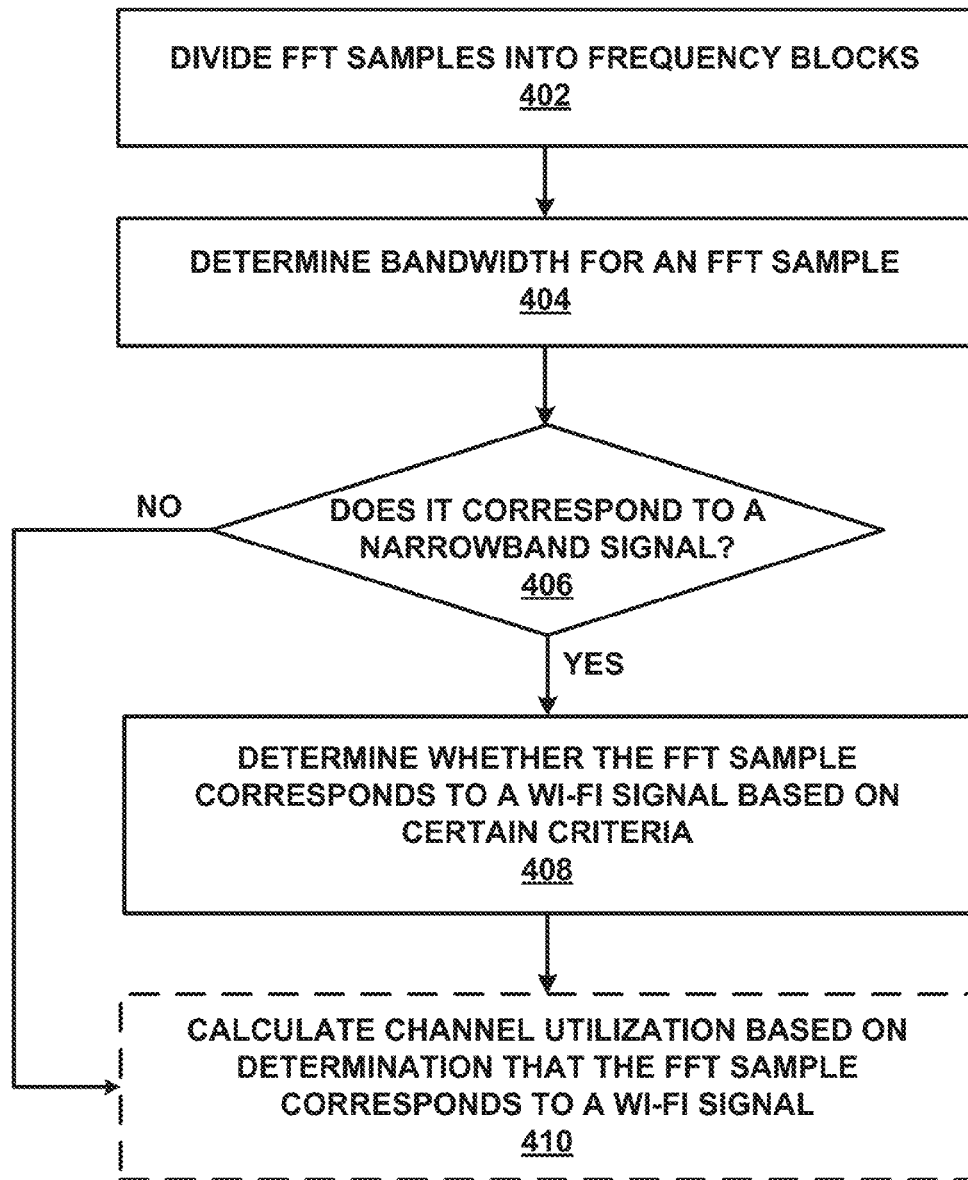 DIVIDE FFT SAMPLES INTO FREQUENCY BLOCKS
402
DETERMINE BANDWIDTH FOR AN FFT SAMPLE
404
NO
DOES IT CORRESPOND TO A
NARROWBAND SIGNAL?
406
YES
DETERMINE WHETHER THE FFT SAMPLE
CORRESPONDS TO A WI-FI SIGNAL BASED ON
CERTAIN CRITERIA
408
CALCULATE CHANNEL UTILIZATION BASED ON
DETERMINATION THAT THE FFT SAMPLE
CORRESPONDS TO A WI-FI SIGNAL
410